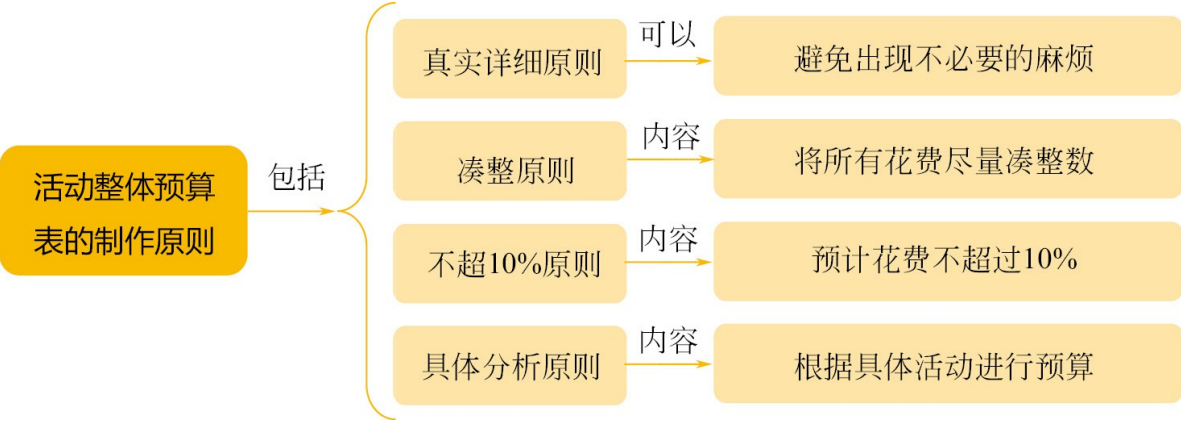 活动整体预算
表的制作原则
包括
真实详细原则
可以
避免出现不必要的麻烦
凑整原则
内容
将所有花费尽量凑整数
不超10%原则
内容
预计花费不超过10%
具体分析原则
内容
根据具体活动进行预算